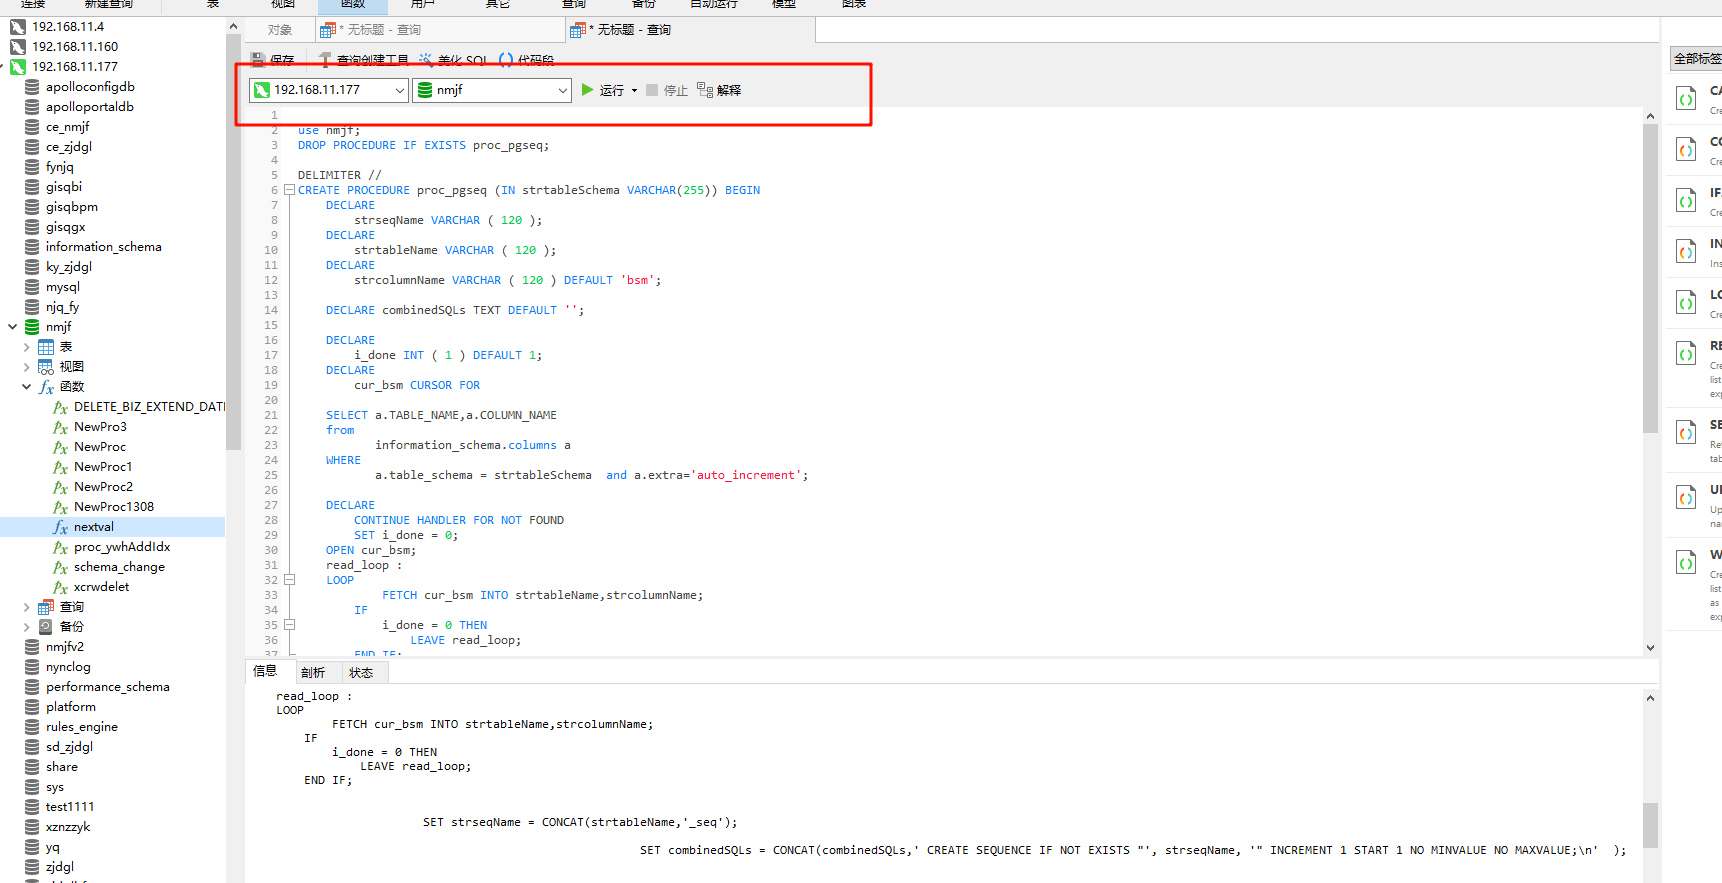 连接 新建查询 表 视图 函数 用户 其它 查询 备份 自动运行 模型 图表
192.168.11.4
192.168.11.160
192.168.11.177
apolloconfigdb
apolloportaldb
ce_nmjf
ce_zjdgl
fynjq
gisqbi
gisqbpm
gisqgx
information_schema
ky_zjdgl
mysql
njq_fy
nmjf
表
视图
函数
DELETE_BIZ_EXTEND_DAT
NewPro3
NewProc
NewProc1
NewProc2
NewProc1308
nextval
proc_ywhAddIdx
schema_change
xcrwdelet
查询
备份
nmjfv2
nynclog
performance_schema
platform
rules_engine
sd_zjdgl
share
sys
test1111
xznzzyk
yq
zjdgl
对象 * 无标题 - 查询 * 无标题 - 查询
保存 查询创建工具 美化 SQL 代码段
192.168.11.177 nmjf 运行 停止 解释
1
2 use nmjf;
3 DROP PROCEDURE IF EXISTS proc_pgseq;
4
5 DELIMITER //
6 CREATE PROCEDURE proc_pgseq (IN strtableSchema VARCHAR(255)) BEGIN
7 DECLARE
8 strseqName VARCHAR ( 120 );
9 DECLARE
10 strtableName VARCHAR ( 120 );
11 DECLARE
12 strcolumnName VARCHAR ( 120 ) DEFAULT 'bsm';
13
14 DECLARE combinedSQLs TEXT DEFAULT '';
15
16 DECLARE
17 i_done INT ( 1 ) DEFAULT 1;
18 DECLARE
19 cur_bsm CURSOR FOR
20
21 SELECT a.TABLE_NAME,a.COLUMN_NAME
22 from
23 information_schema.columns a
24 WHERE
25 a.table_schema = strtableSchema and a.extra='auto_increment';
26
27 DECLARE
28 CONTINUE HANDLER FOR NOT FOUND
29 SET i_done = 0;
30 OPEN cur_bsm;
31 read_loop :
32 LOOP
33 FETCH cur_bsm INTO strtableName,strcolumnName;
34 IF
35 i_done = 0 THEN
36 LEAVE read_loop;
37 END IF;
信息 剖析 状态
read_loop :
LOOP
FETCH cur_bsm INTO strtableName,strcolumnName;
IF
i_done = 0 THEN
LEAVE read_loop;
END IF;
SET strseqName = CONCAT(strtableName,'_seq');
SET combinedSQLs = CONCAT(combinedSQLs,' CREATE SEQUENCE IF NOT EXISTS "', strseqName, '" INCREMENT 1 START 1 NO MINVALUE NO MAXVALUE;\n' );
全部标签
CA
Cre
CO
Cre
IF.
Cre
IN
Ins
LO
Cre
RE
Cre
list
exp
SE
Ret
tab
UI
Up
nar
W
Cre
list
as
exp